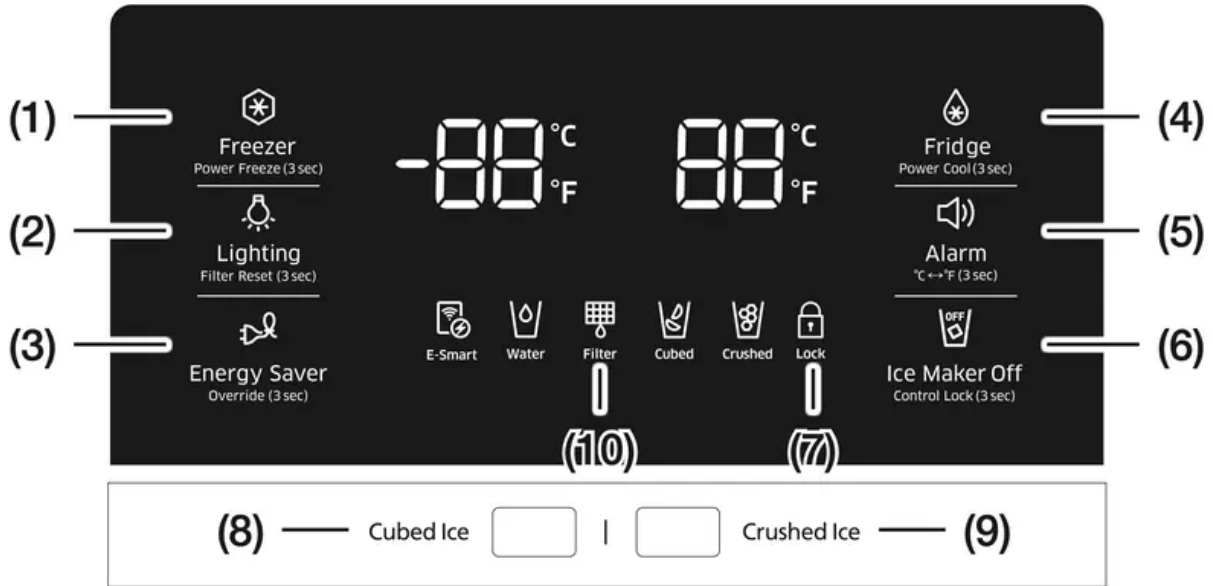 (1)
Freezer
Power Freeze (3 sec)
(2)
Lighting
Filter Reset (3 sec)
(3)
Energy Saver
Override (3 sec)
-88 °C °F
88 °C °F
(4)
Fridge
Power Cool (3 sec)
(5)
Alarm
°C↔°F (3 sec)
OFF
(6)
Ice Maker Off
Control Lock (3 sec)
E-Smart Water Filter Cubed Crushed Lock
(10) (7)
(8) Cubed Ice | Crushed Ice (9)